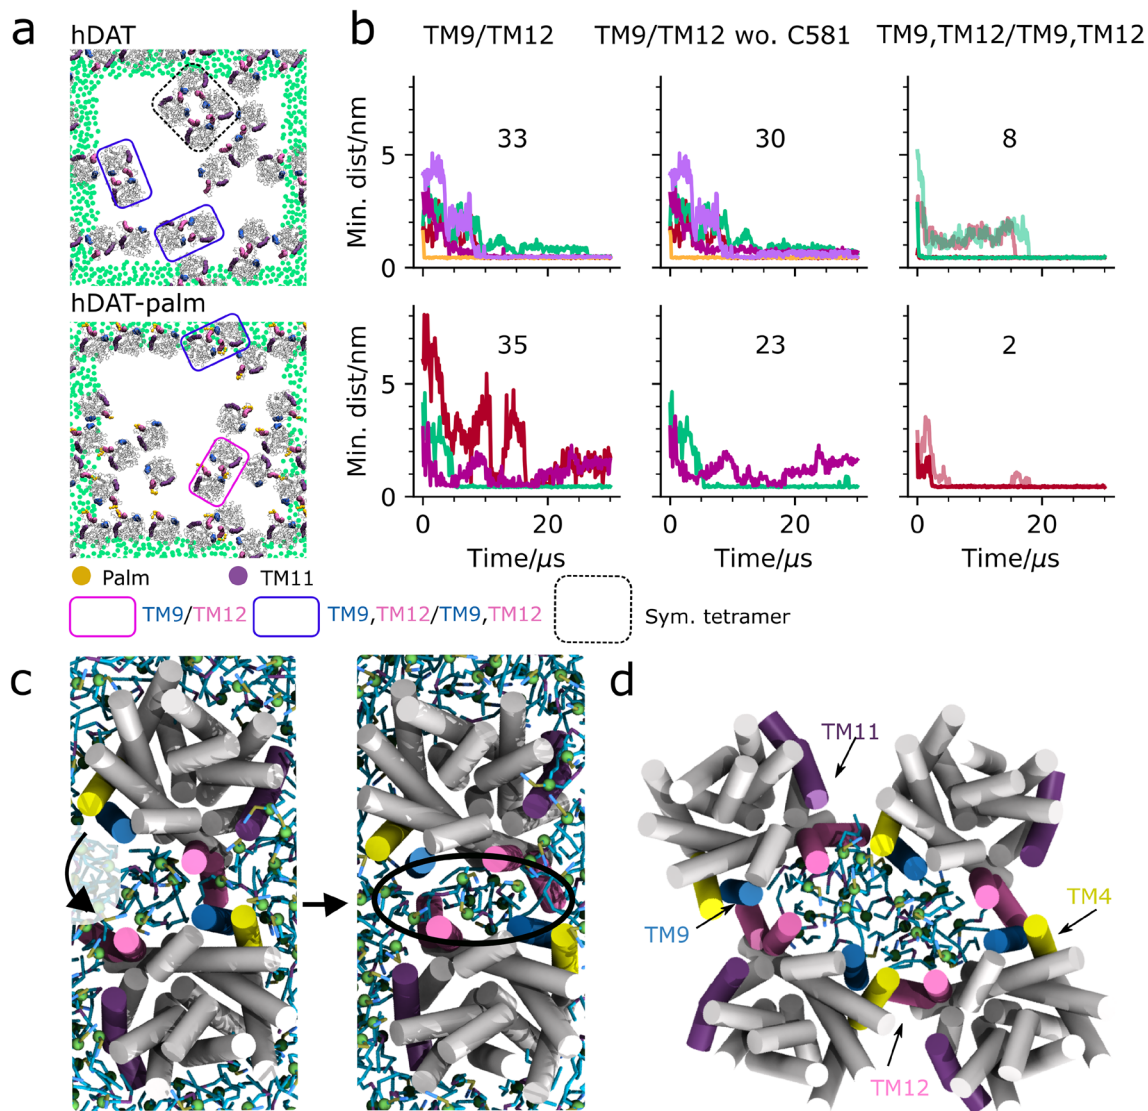 a
hDAT
hDAT-palm
Palm
TM11
TM9/TM12
TM9,TM12/TM9,TM12
Sym. tetramer
b
TM9/TM12
TM9/TM12 wo. C581
TM9,TM12/TM9,TM12
Min. dist/nm
5
0
33
30
8
Min. dist/nm
5
0
35
23
2
0
20
0
20
0
20
Time/μs
Time/μs
Time/μs
c
d
TM11
TM4
TM9
TM12